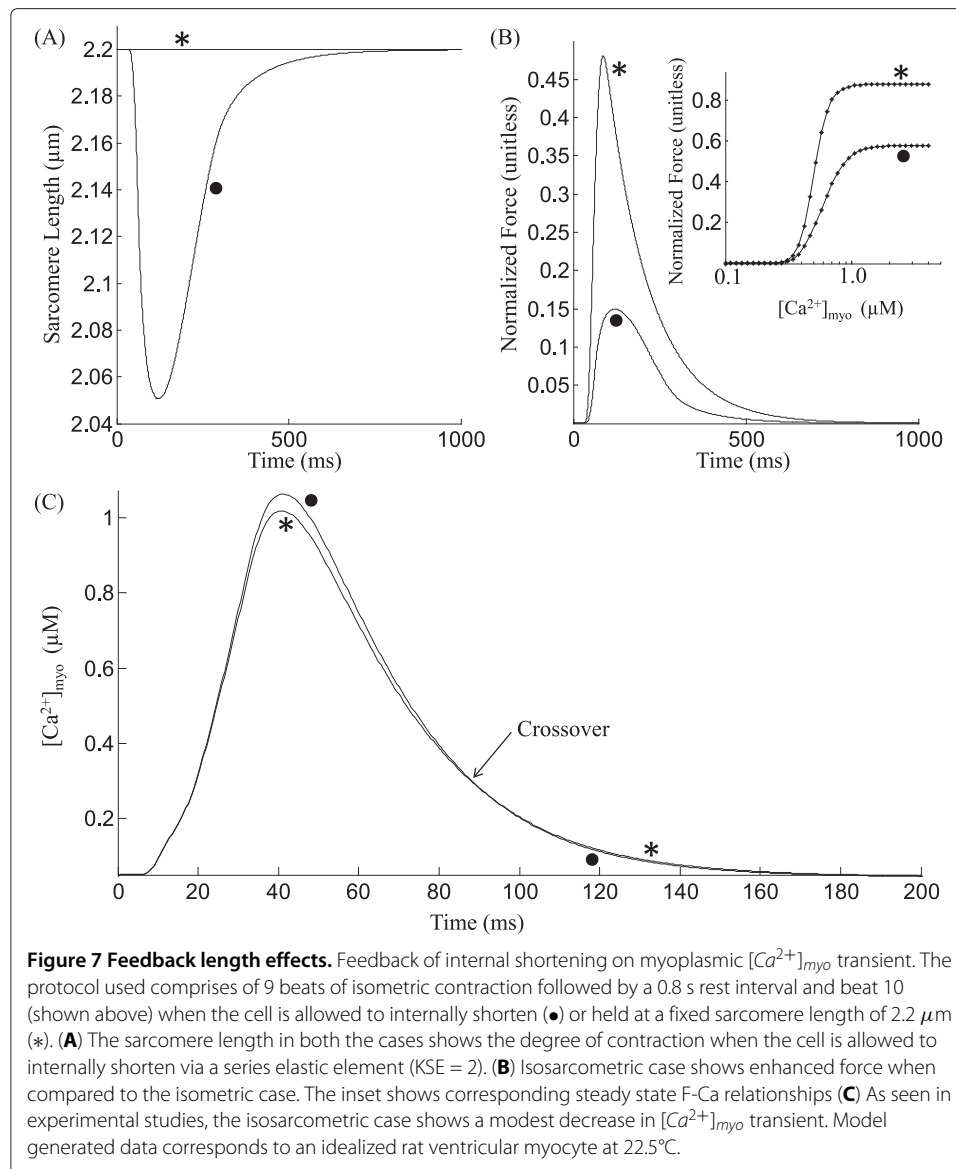 (A)
*
2.2
2.18
2.16
2.14
2.12
2.1
2.08
2.06
2.04
Sarcomere Length (µm)
●
0
500
1000
Time (ms)
(B)
*
0.45
0.4
0.35
0.3
0.25
0.2
0.15
0.1
0.05
Normalized Force (unitless)
●
0
500
1000
Time (ms)
*
0.8
0.6
0.4
0.2
Normalized Force (unitless)
●
0.1
1.0
[Ca²⁺]myo (µM)
(C)
1
0.8
0.6
0.4
0.2
[Ca²⁺]myo (µM)
●
*
Crossover
●
*
0
20
40
60
80
100
120
140
160
180
200
Time (ms)
Figure 7 Feedback length effects. Feedback of internal shortening on myoplasmic [Ca²⁺]myo transient. The
protocol used comprises of 9 beats of isometric contraction followed by a 0.8 s rest interval and beat 10
(shown above) when the cell is allowed to internally shorten (●) or held at a fixed sarcomere length of 2.2 µm
(*). (A) The sarcomere length in both the cases shows the degree of contraction when the cell is allowed to
internally shorten via a series elastic element (KSE = 2). (B) Isosarcometric case shows enhanced force when
compared to the isometric case. The inset shows corresponding steady state F-Ca relationships (C) As seen in
experimental studies, the isosarcometric case shows a modest decrease in [Ca²⁺]myo transient. Model
generated data corresponds to an idealized rat ventricular myocyte at 22.5°C.